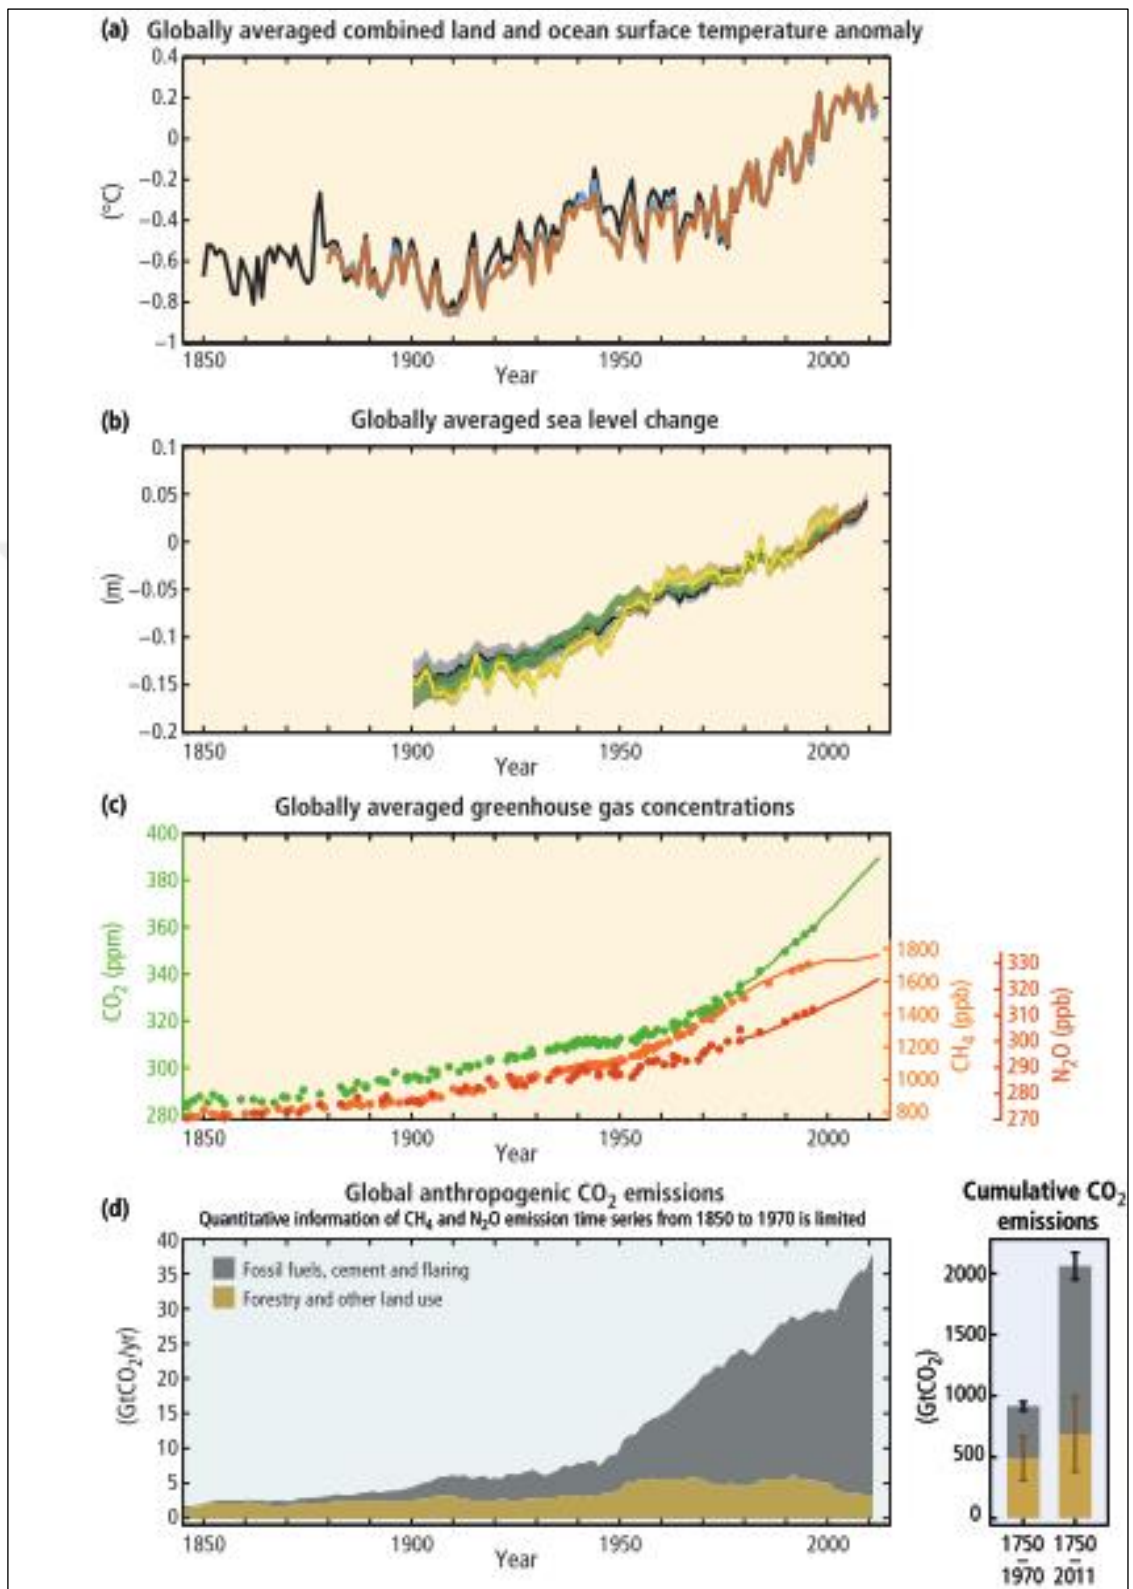 (a) Globally averaged combined land and ocean surface temperature anomaly
0.4
0.2
0
−0.2
−0.4
−0.6
−0.8
−1
(°C)
1850 1900 1950 2000
Year
(b) Globally averaged sea level change
0.1
0.05
0
−0.05
−0.1
−0.15
−0.2
(m)
1850 1900 1950 2000
Year
(c) Globally averaged greenhouse gas concentrations
400
380
360
340
320
300
280
CO₂ (ppm)
1800
1600
1400
1200
1000
800
CH₄ (ppb)
330
320
310
300
290
280
270
N₂O (ppb)
1850 1900 1950 2000
Year
(d) Global anthropogenic CO₂ emissions
Quantitative information of CH₄ and N₂O emission time series from 1850 to 1970 is limited
40
35
30
25
20
15
10
5
0
(GtCO₂/yr)
Fossil fuels, cement and flaring
Forestry and other land use
1850 1900 1950 2000
Year
Cumulative CO₂
emissions
2000
1500
1000
500
0
(GtCO₂)
1750 1750
– –
1970 2011